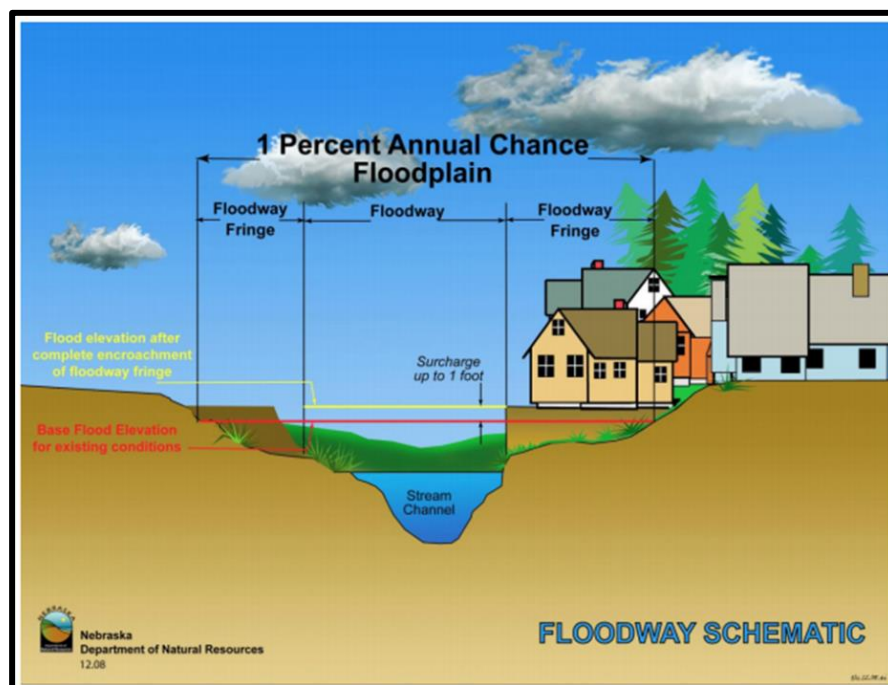 1 Percent Annual Chance
Floodplain
Floodway
Fringe
Floodway
Floodway
Fringe
Flood elevation after
complete encroachment
of floodway fringe
Surcharge
up to 1 foot
Base Flood Elevation
for existing conditions
Stream
Channel
NEBRASKA
Nebraska
Department of Natural Resources
12.08
FLOODWAY SCHEMATIC